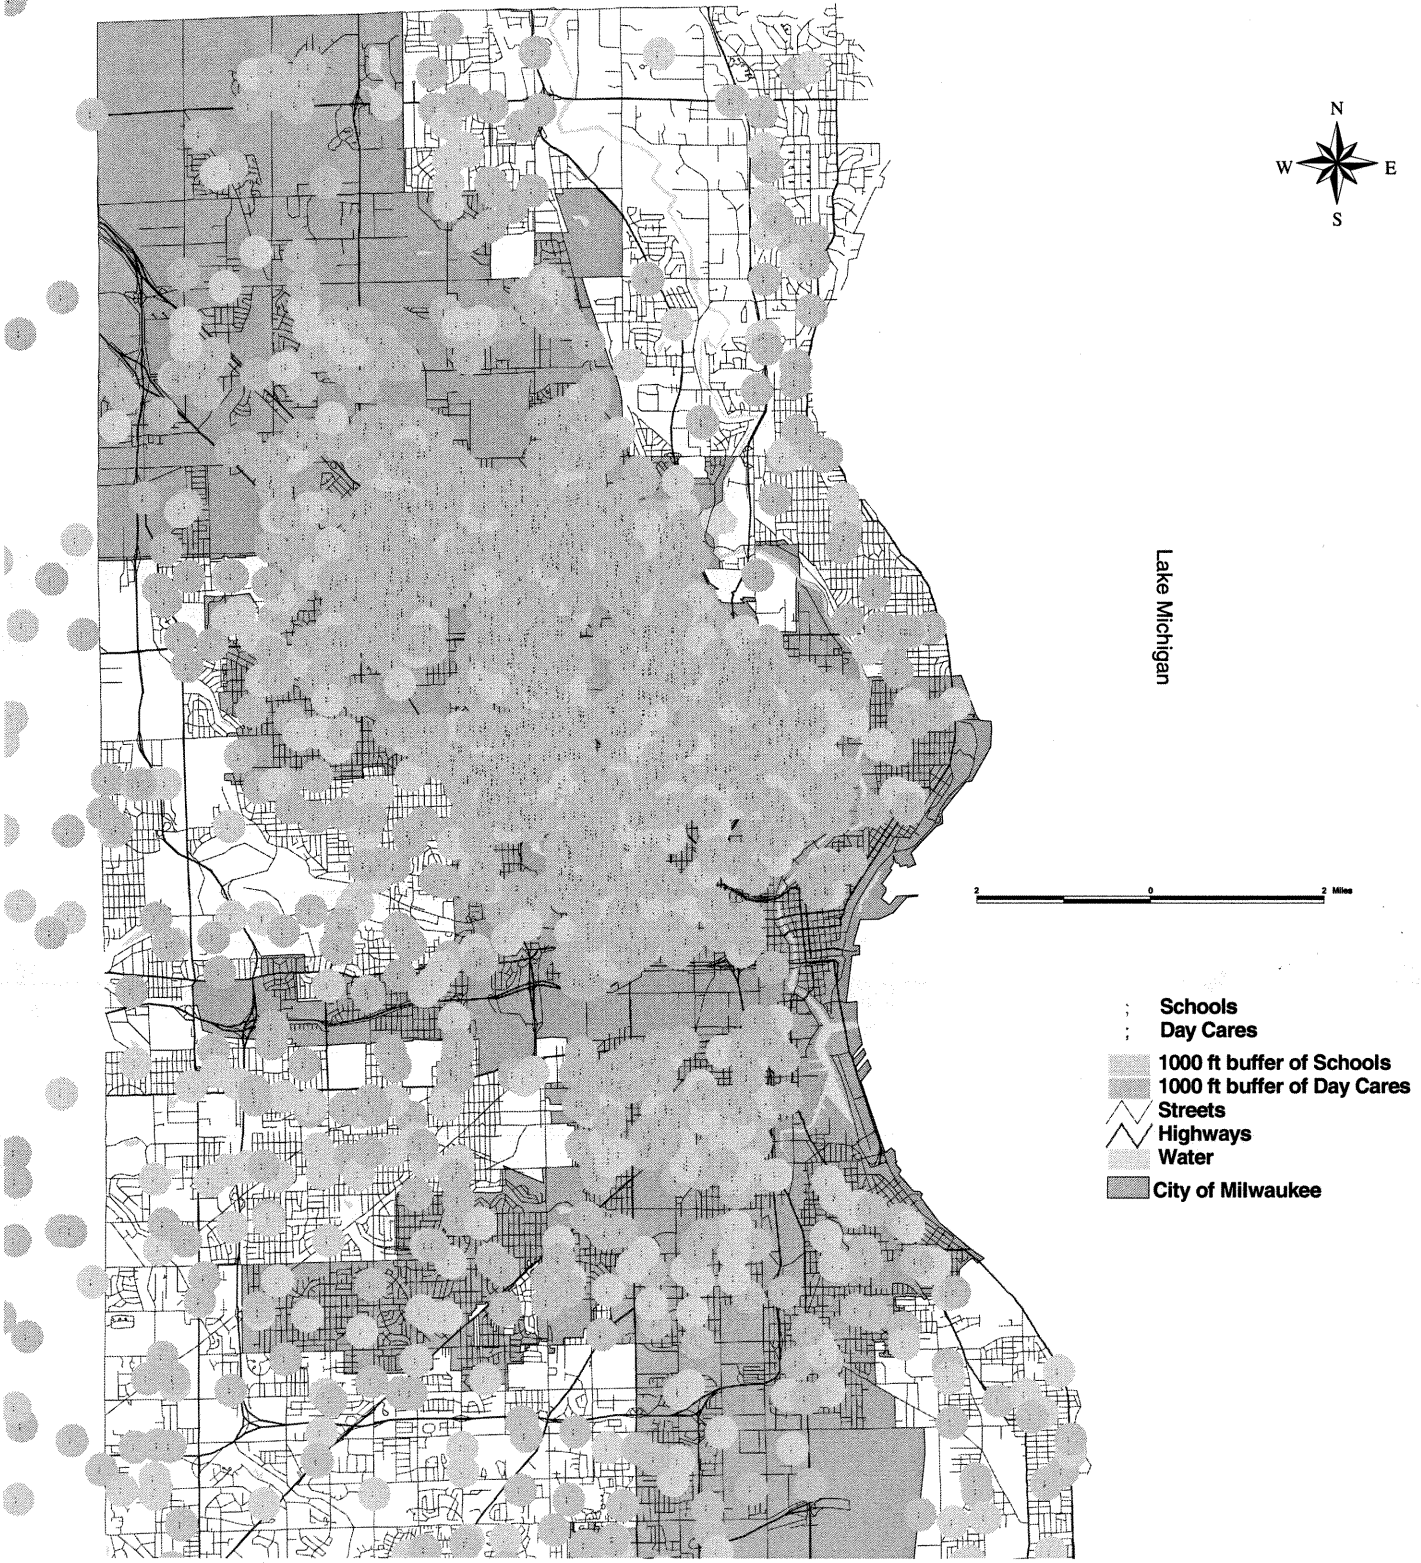 N
W E
S
Lake Michigan
2 0 2 Miles
Schools
Day Cares
1000 ft buffer of Schools
1000 ft buffer of Day Cares
Streets
Highways
Water
City of Milwaukee